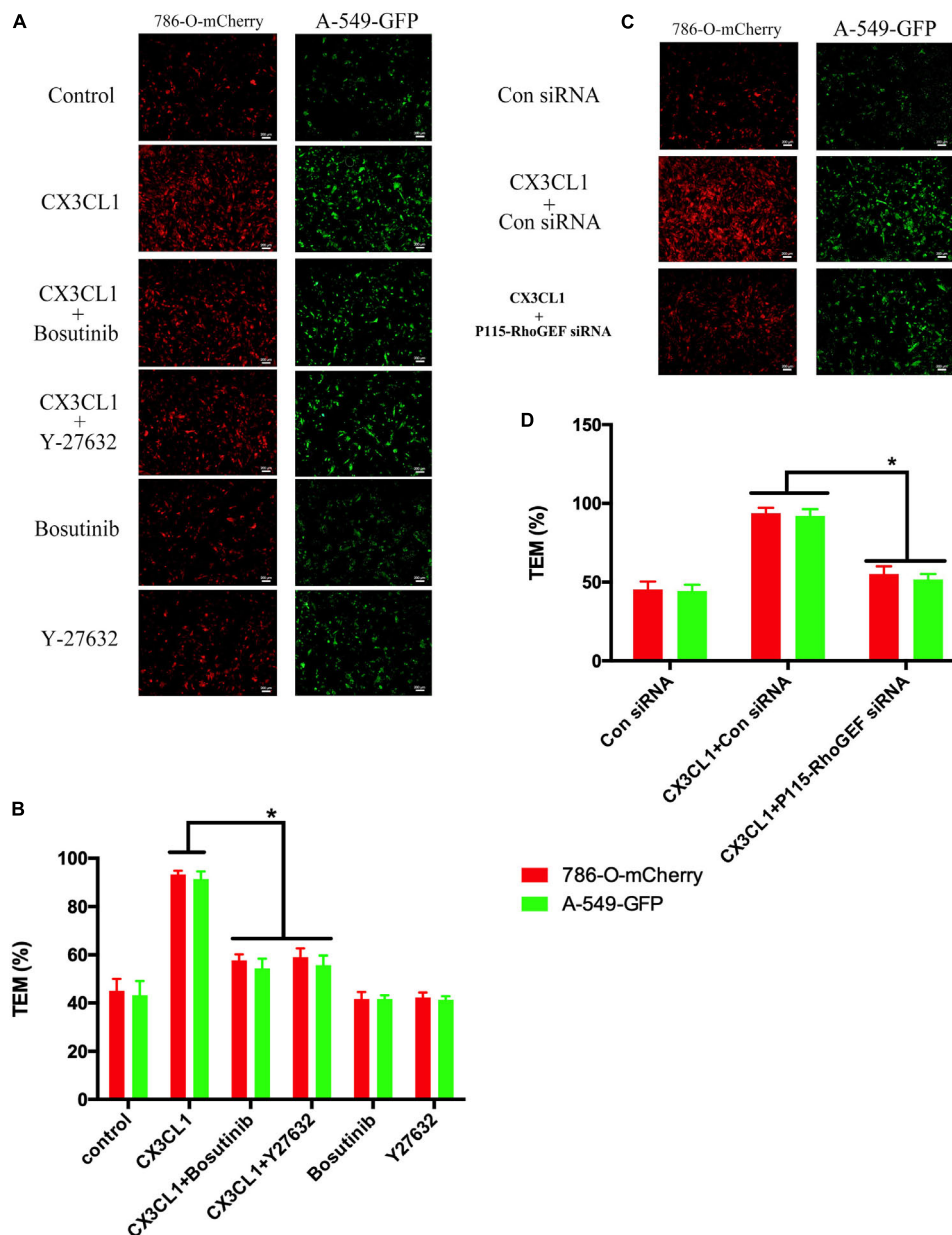 A
786-O-mCherry
A-549-GFP
Control
CX3CL1
CX3CL1
+
Bosutinib
CX3CL1
+
Y-27632
Bosutinib
Y-27632
C
786-O-mCherry
A-549-GFP
Con siRNA
CX3CL1
+
Con siRNA
CX3CL1
+
P115-RhoGEF siRNA
D
TEM (%)
150
100
50
0
*
Con siRNA
CX3CL1+Con siRNA
CX3CL1+P115-RhoGEF siRNA
B
TEM (%)
100
80
60
40
20
0
*
control
CX3CL1
CX3CL1+Bosutinib
CX3CL1+Y27632
Bosutinib
Y27632
786-O-mCherry
A-549-GFP